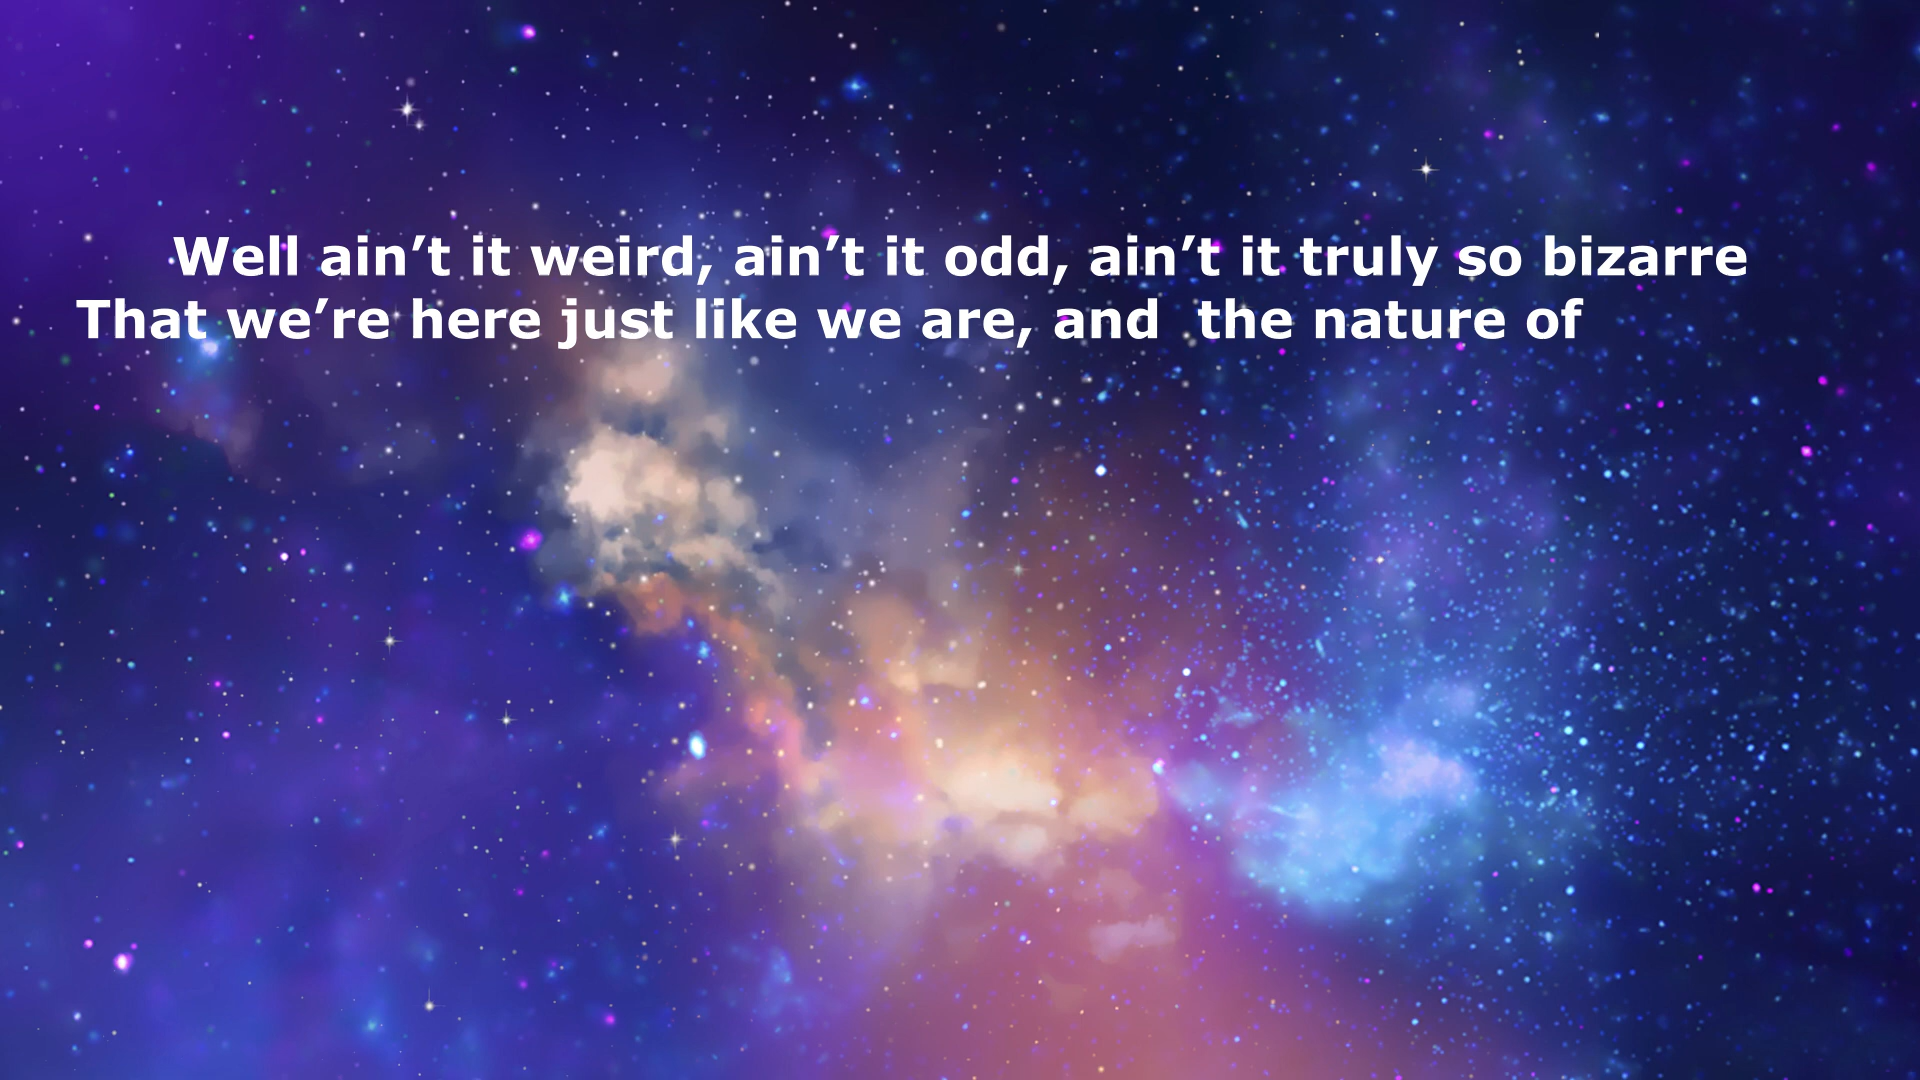 Well ain’t it weird, ain’t it odd, ain’t it truly so bizarre
That we’re here just like we are, and  the nature of